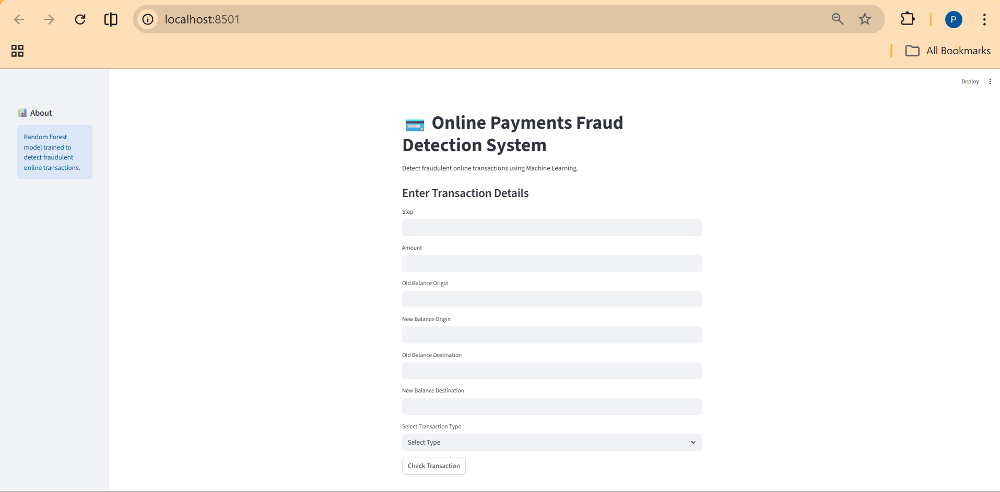 localhost:8501
P
All Bookmarks
Deploy
About
Random Forest
model trained to
detect fraudulent
online transactions.
Online Payments Fraud
Detection System
Detect fraudulent online transactions using Machine Learning.
Enter Transaction Details
Step
Amount
Old Balance Origin
New Balance Origin
Old Balance Destination
New Balance Destination
Select Transaction Type
Select Type
Check Transaction